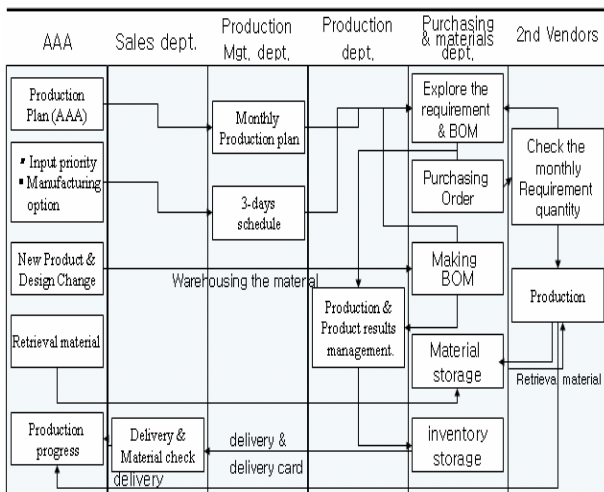 AAA
Sales dept.
Production
Mgt. dept.
Production
dept.
Purchasing
& materials
dept.
2nd Vendors
Production
Plan (AAA)
Monthly
Production plan
Explore the
requirement
& BOM
Check the
monthly
Requirement
quantity
▪ Input priority
▪ Manufacturing
option
3-days
schedule
Purchasing
Order
New Product &
Design Change
Warehousing the material
Making
BOM
Production
Production &
Product results
management.
Retrieval material
Material
storage
Retrieval material
Production
progress
Delivery &
Material check
delivery &
delivery card
inventory
storage
delivery